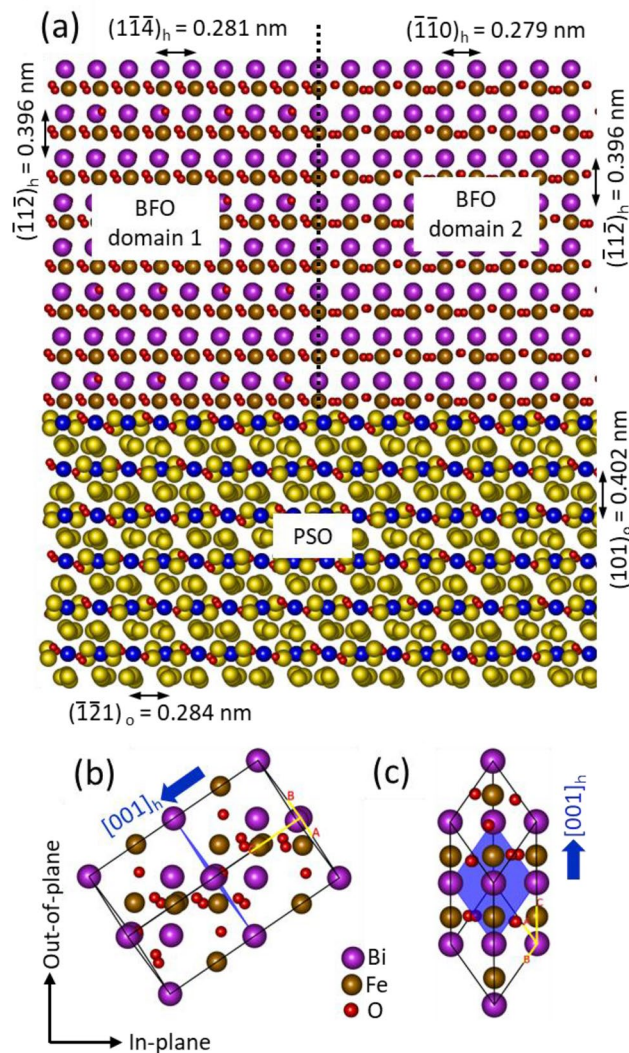 (a)
(11̅4̅)ₕ = 0.281 nm
(1̅1̅0)ₕ = 0.279 nm
(1̅12̅)ₕ = 0.396 nm
BFO
domain 1
BFO
domain 2
(1̅12̅)ₕ = 0.396 nm
PSO
(101)ₒ = 0.402 nm
(1̅2̅1)ₒ = 0.284 nm
(b)
[001]ₕ
B
A
(c)
[001]ₕ
C
B
Out-of-plane
In-plane
Bi
Fe
O